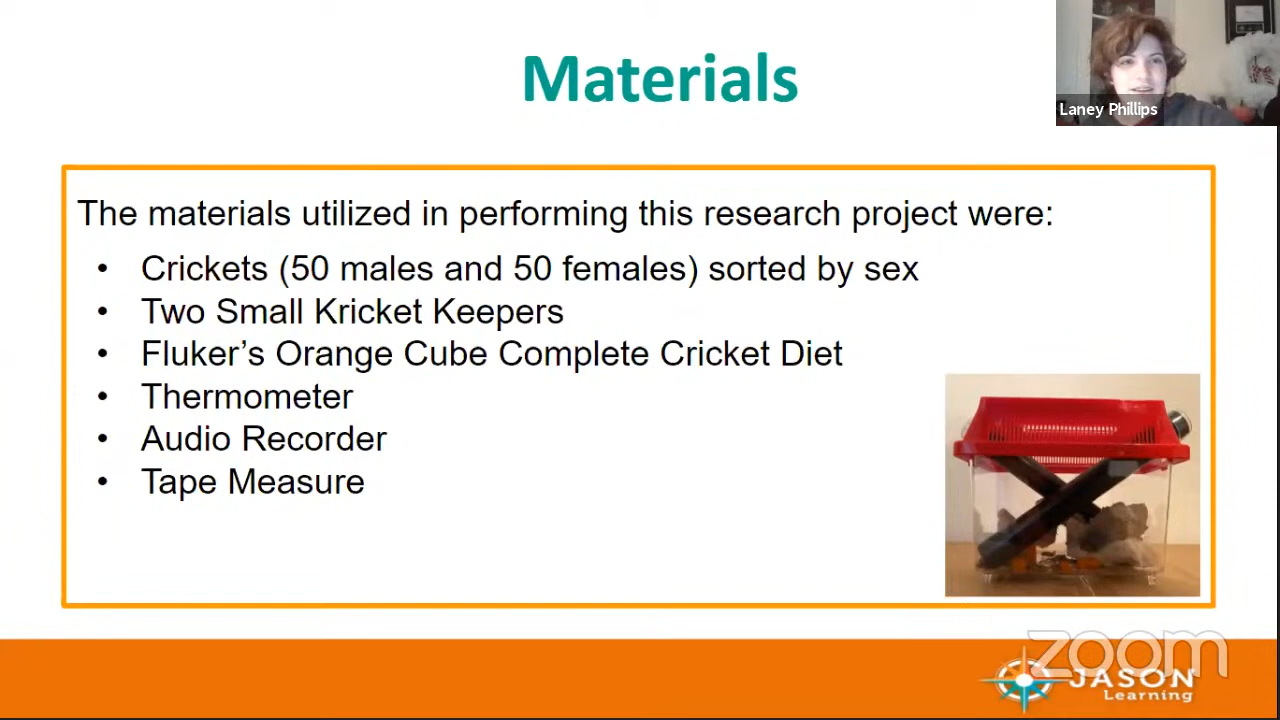 Materials
Laney Phillips
The materials utilized in performing this research project were:
• Crickets (50 males and 50 females) sorted by sex
• Two Small Kricket Keepers
• Fluker's Orange Cube Complete Cricket Diet
• Thermometer
• Audio Recorder
• Tape Measure
zoom
JASON
Learning